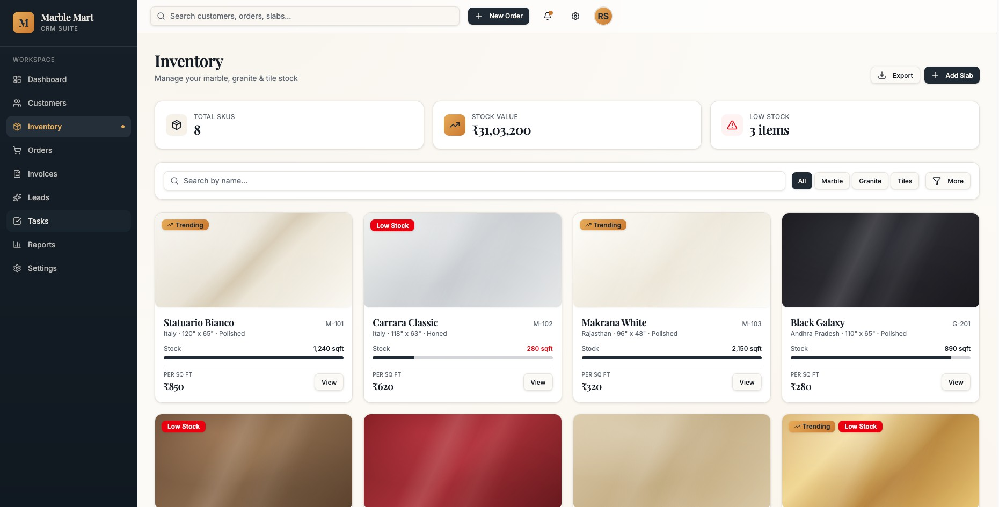 M
Marble Mart
CRM SUITE
Search customers, orders, slabs...
New Order
RS
WORKSPACE
Dashboard
Customers
Inventory
Orders
Invoices
Leads
Tasks
Reports
Settings
Inventory
Manage your marble, granite & tile stock
Export
Add Slab
TOTAL SKUS
8
STOCK VALUE
₹31,03,200
LOW STOCK
3 items
Search by name...
All
Marble
Granite
Tiles
More
Trending
Statuario Bianco
M-101
Italy · 120" x 65" · Polished
Stock
1,240 sqft
PER SQ FT
₹850
View
Low Stock
Carrara Classic
M-102
Italy · 118" x 63" · Honed
Stock
280 sqft
PER SQ FT
₹620
View
Trending
Makrana White
M-103
Rajasthan · 96" x 48" · Polished
Stock
2,150 sqft
PER SQ FT
₹320
View
Black Galaxy
G-201
Andhra Pradesh · 110" x 65" · Polished
Stock
890 sqft
PER SQ FT
₹280
View
Low Stock
Trending
Low Stock